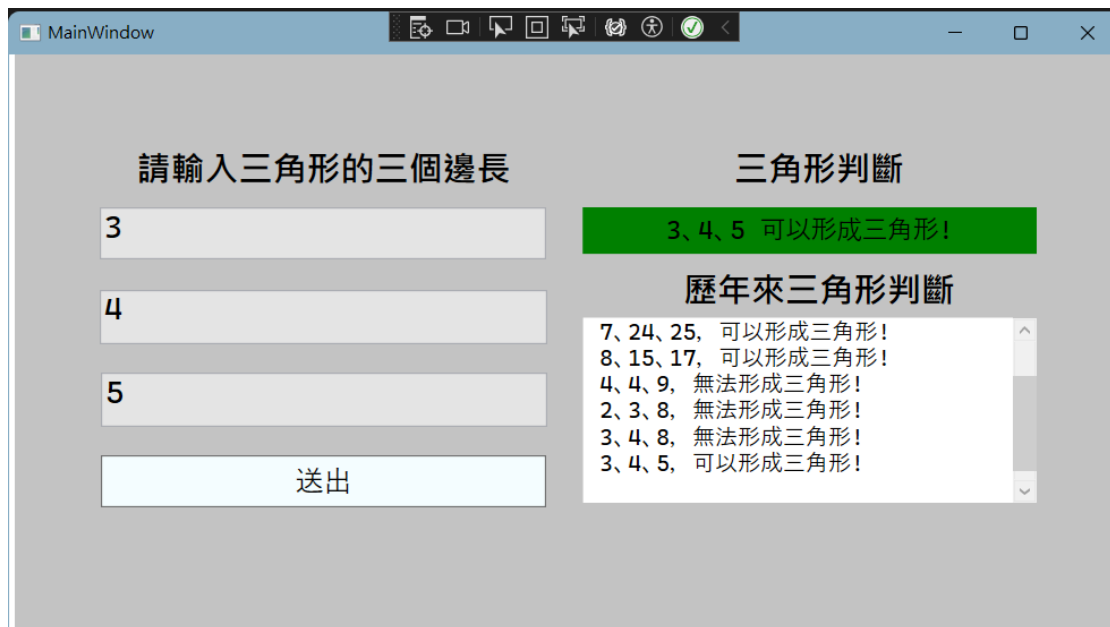 MainWindow
請輸入三角形的三個邊長
3
4
5
送出
三角形判斷
3、4、5 可以形成三角形!
歷年來三角形判斷
7、24、25, 可以形成三角形!
8、15、17, 可以形成三角形!
4、4、9, 無法形成三角形!
2、3、8, 無法形成三角形!
3、4、8, 無法形成三角形!
3、4、5, 可以形成三角形!